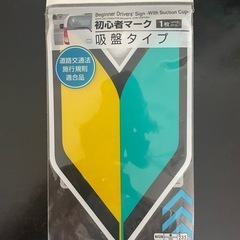 Beginner Drivers' Sign -With Suction Cup-
初心者マーク
1枚
吸盤タイプ
道路交通法
施行規則
適合品